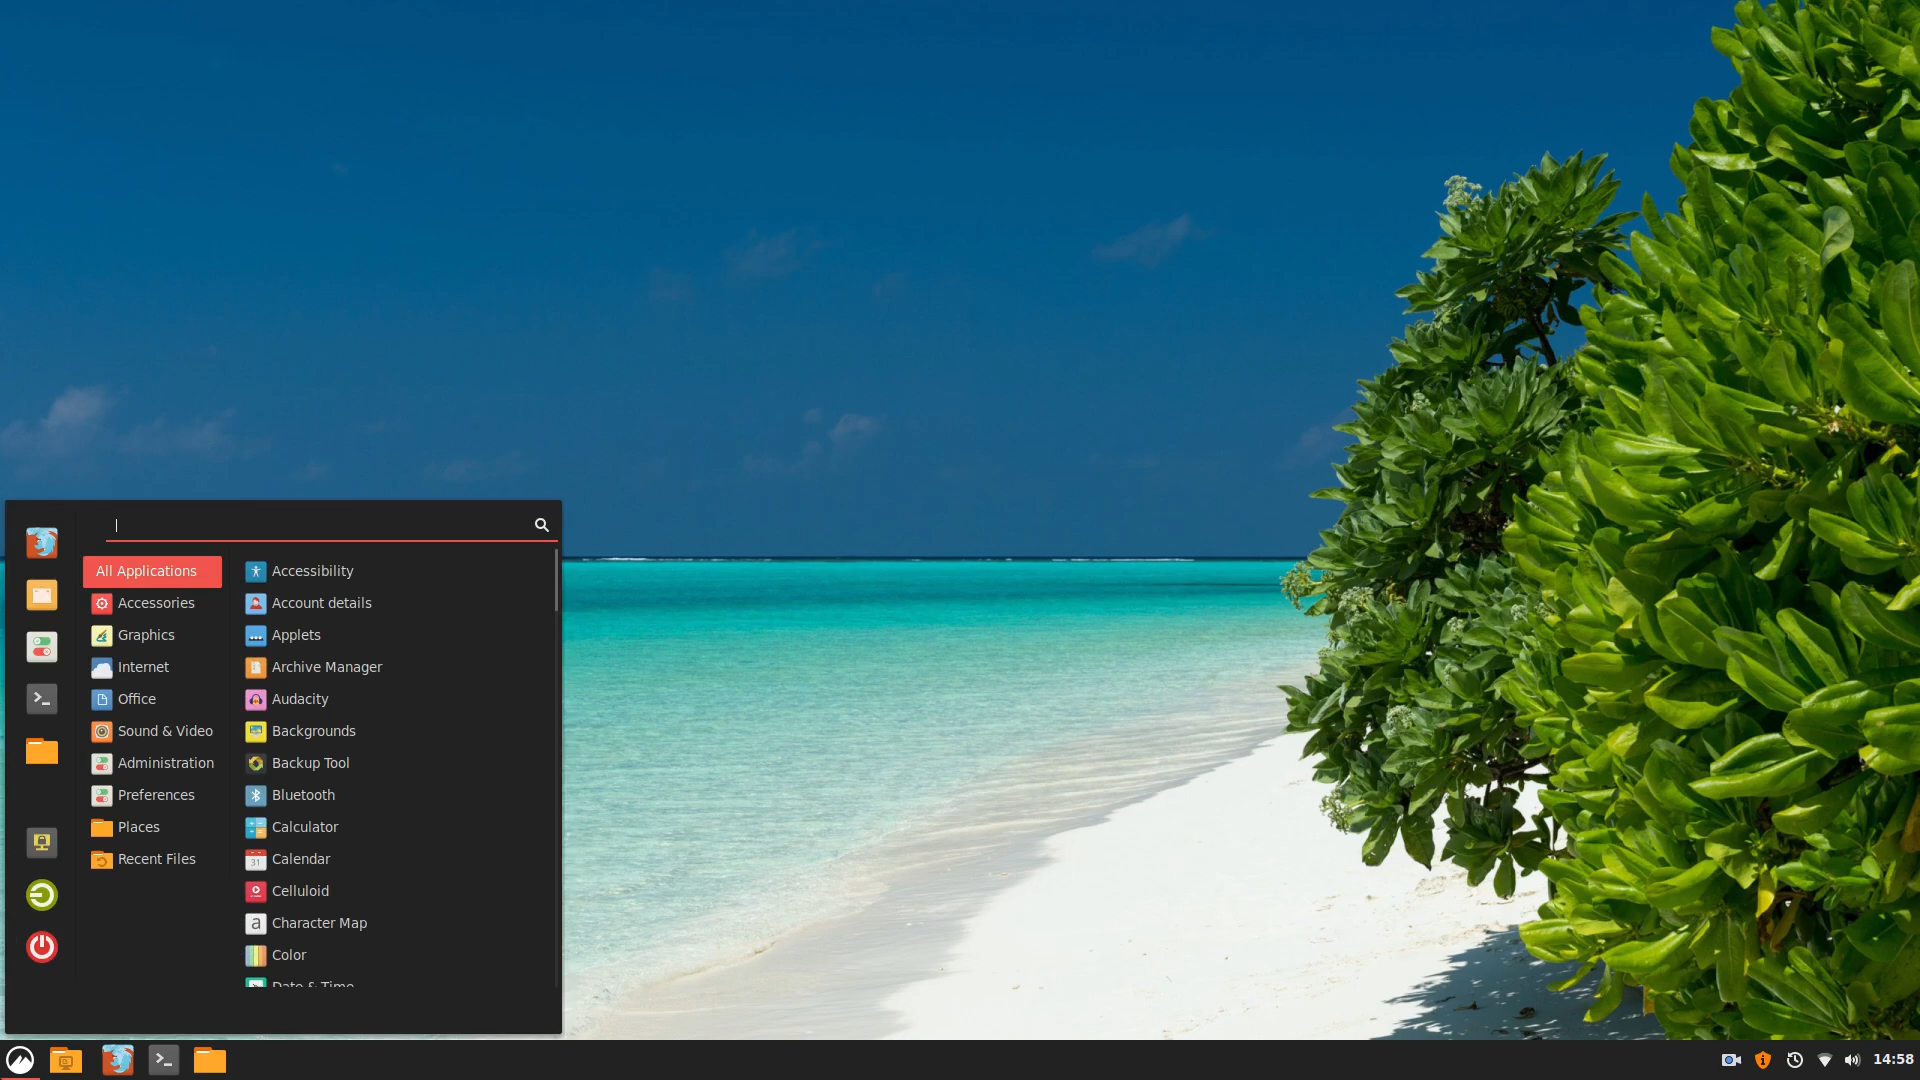 All Applications
Accessories
Graphics
Internet
Office
Sound & Video
Administration
Preferences
Places
Recent Files
Accessibility
Account details
Applets
Archive Manager
Audacity
Backgrounds
Backup Tool
Bluetooth
Calculator
31
Calendar
Celluloid
a
Character Map
Color
Date & Time
14:58